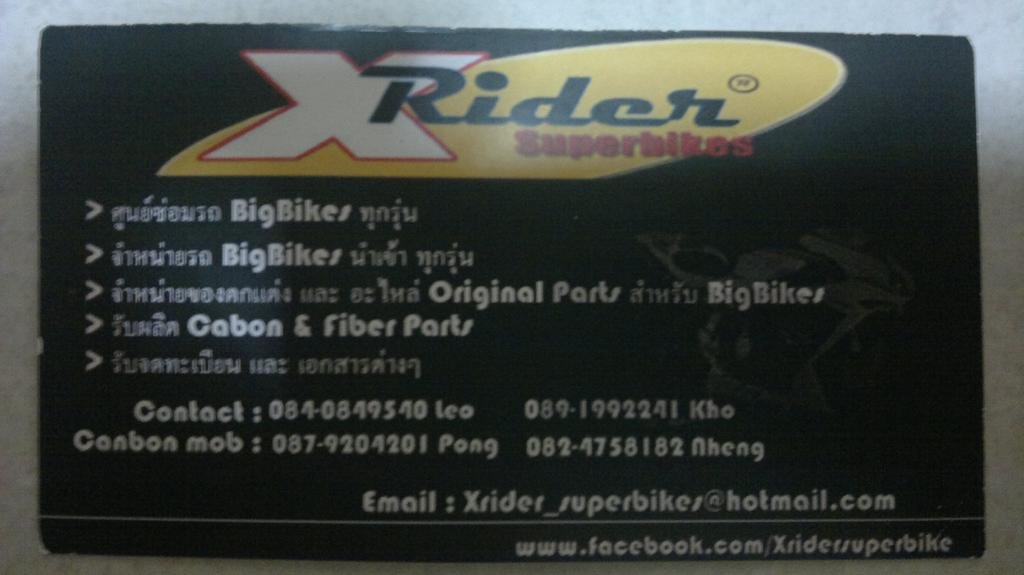 XRider®
Superbikes
> ศูนย์ซ่อมรถ BigBikes ทุกรุ่น
> จำหน่ายรถ BigBikes นำเข้า ทุกรุ่น
> จำหน่ายของตกแต่ง และ อะไหล่ Original Parts สำหรับ BigBikes
> รับผลิต Cabon & Fiber Parts
> รับจดทะเบียน และ เอกสารต่างๆ
Contact : 084-0849540 Leo 089-1992241 Kho
Canbon mob : 087-9204201 Pong 082-4758182 Nheng
Email : Xrider_superbikes@hotmail.com
www.facebook.com/Xridersuperbike